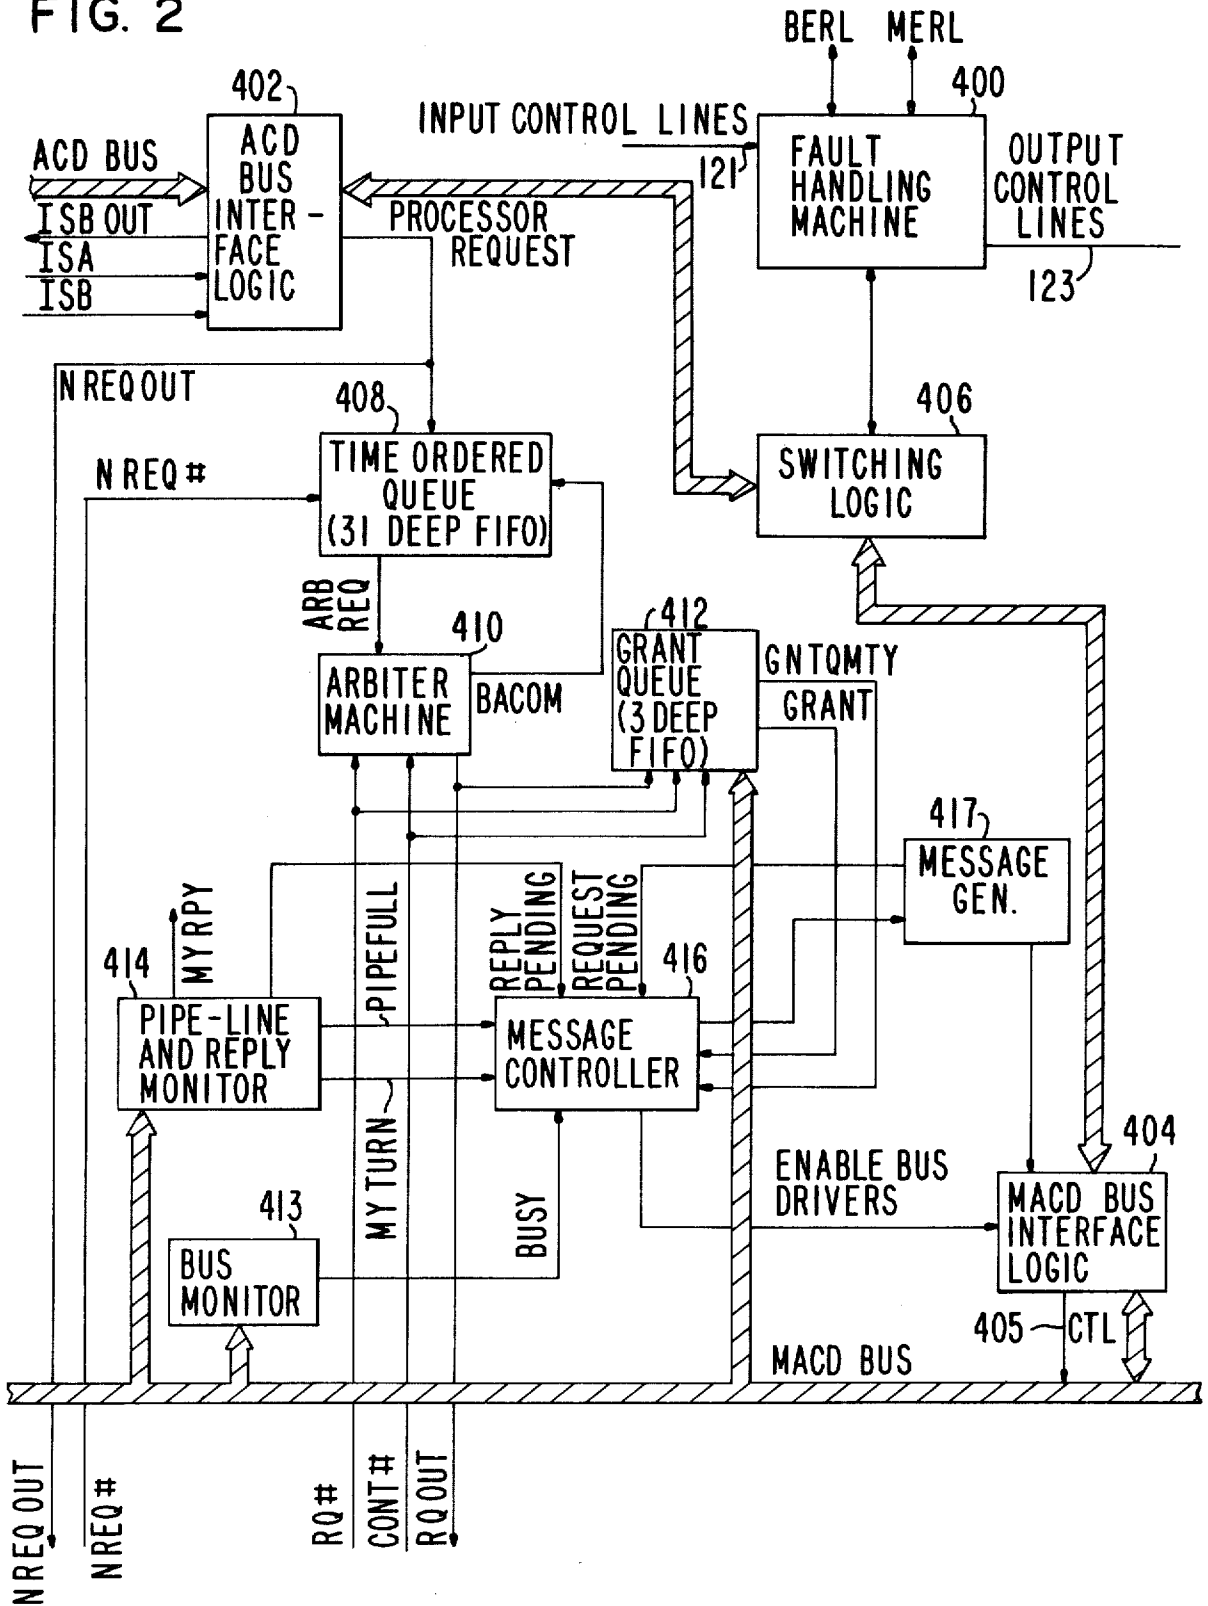 FIG. 2
BERL MERL
402
400
INPUT CONTROL LINES
121
ACD BUS
ISB OUT
ISA
ISB
ACD
BUS
INTER-
FACE
LOGIC
PROCESSOR
REQUEST
FAULT
HANDLING
MACHINE
OUTPUT
CONTROL
LINES
123
NREQOUT
408
406
NREQ#
TIME ORDERED
QUEUE
(31 DEEP FIFO)
SWITCHING
LOGIC
ARB
REQ
410
412
ARBITER
MACHINE
BACOM
GRANT
QUEUE
(3 DEEP
FIFO)
GNTQMTY
GRANT
417
MESSAGE
GEN.
MYRPY
PIPEFULL
REPLY
PENDING
REQUEST
PENDING
414
416
PIPE-LINE
AND REPLY
MONITOR
MESSAGE
CONTROLLER
MY TURN
BUSY
ENABLE BUS
DRIVERS
404
413
BUS
MONITOR
MACD BUS
INTERFACE
LOGIC
405
CTL
MACD BUS
NREQOUT
NREQ#
RQ#
CONT#
RQOUT